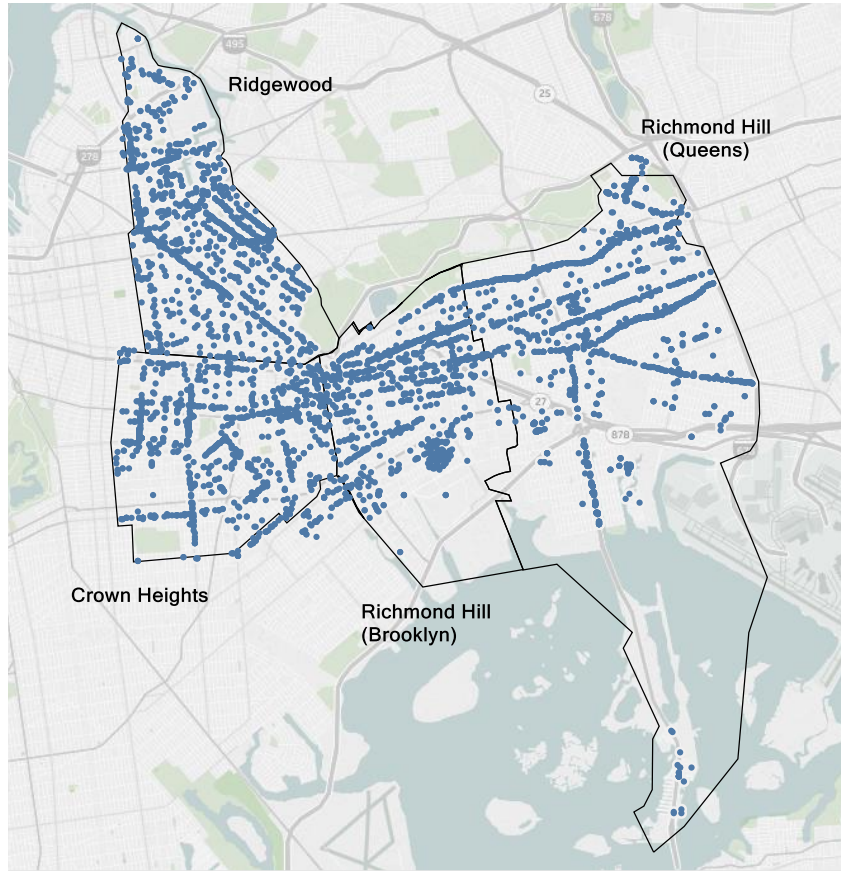 678
495
278
Ridgewood
25
Richmond Hill
(Queens)
27
878
Crown Heights
Richmond Hill
(Brooklyn)